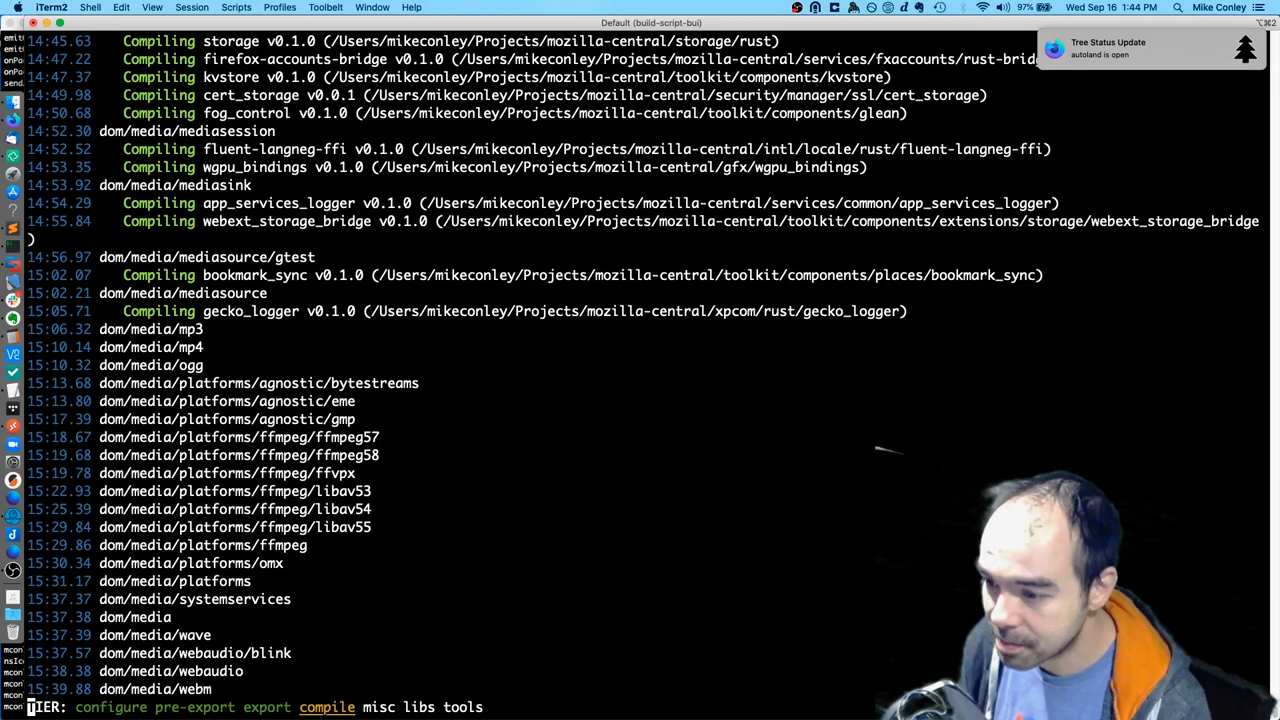 iTerm2 Shell Edit View Session Scripts Profiles Toolbelt Window Help 97% Wed Sep 16 1:44 PM Mike Conley
Default (build-script-bui)
⌥⌘2
Tree Status Update
autoland is open
14:45.63 Compiling storage v0.1.0 (/Users/mikeconley/Projects/mozilla-central/storage/rust)
14:47.22 Compiling firefox-accounts-bridge v0.1.0 (/Users/mikeconley/Projects/mozilla-central/services/fxaccounts/rust-brid
14:47.37 Compiling kvstore v0.1.0 (/Users/mikeconley/Projects/mozilla-central/toolkit/components/kvstore)
14:49.98 Compiling cert_storage v0.0.1 (/Users/mikeconley/Projects/mozilla-central/security/manager/ssl/cert_storage)
14:50.68 Compiling fog_control v0.1.0 (/Users/mikeconley/Projects/mozilla-central/toolkit/components/glean)
14:52.30 dom/media/mediasession
14:52.52 Compiling fluent-langneg-ffi v0.1.0 (/Users/mikeconley/Projects/mozilla-central/intl/locale/rust/fluent-langneg-ffi)
14:53.35 Compiling wgpu_bindings v0.1.0 (/Users/mikeconley/Projects/mozilla-central/gfx/wgpu_bindings)
14:53.92 dom/media/mediasink
14:54.29 Compiling app_services_logger v0.1.0 (/Users/mikeconley/Projects/mozilla-central/services/common/app_services_logger)
14:55.84 Compiling webext_storage_bridge v0.1.0 (/Users/mikeconley/Projects/mozilla-central/toolkit/components/extensions/storage/webext_storage_bridge
)
14:56.97 dom/media/mediasource/gtest
15:02.07 Compiling bookmark_sync v0.1.0 (/Users/mikeconley/Projects/mozilla-central/toolkit/components/places/bookmark_sync)
15:02.21 dom/media/mediasource
15:05.71 Compiling gecko_logger v0.1.0 (/Users/mikeconley/Projects/mozilla-central/xpcom/rust/gecko_logger)
15:06.32 dom/media/mp3
15:10.14 dom/media/mp4
15:10.32 dom/media/ogg
15:13.68 dom/media/platforms/agnostic/bytestreams
15:13.80 dom/media/platforms/agnostic/eme
15:17.39 dom/media/platforms/agnostic/gmp
15:18.67 dom/media/platforms/ffmpeg/ffmpeg57
15:19.68 dom/media/platforms/ffmpeg/ffmpeg58
15:19.78 dom/media/platforms/ffmpeg/ffvpx
15:22.93 dom/media/platforms/ffmpeg/libav53
15:25.39 dom/media/platforms/ffmpeg/libav54
15:29.84 dom/media/platforms/ffmpeg/libav55
15:29.86 dom/media/platforms/ffmpeg
15:30.34 dom/media/platforms/omx
15:31.17 dom/media/platforms
15:37.37 dom/media/systemservices
15:37.38 dom/media
15:37.39 dom/media/wave
15:37.57 dom/media/webaudio/blink
15:38.38 dom/media/webaudio
15:39.88 dom/media/webm
TIER: configure pre-export export compile misc libs tools